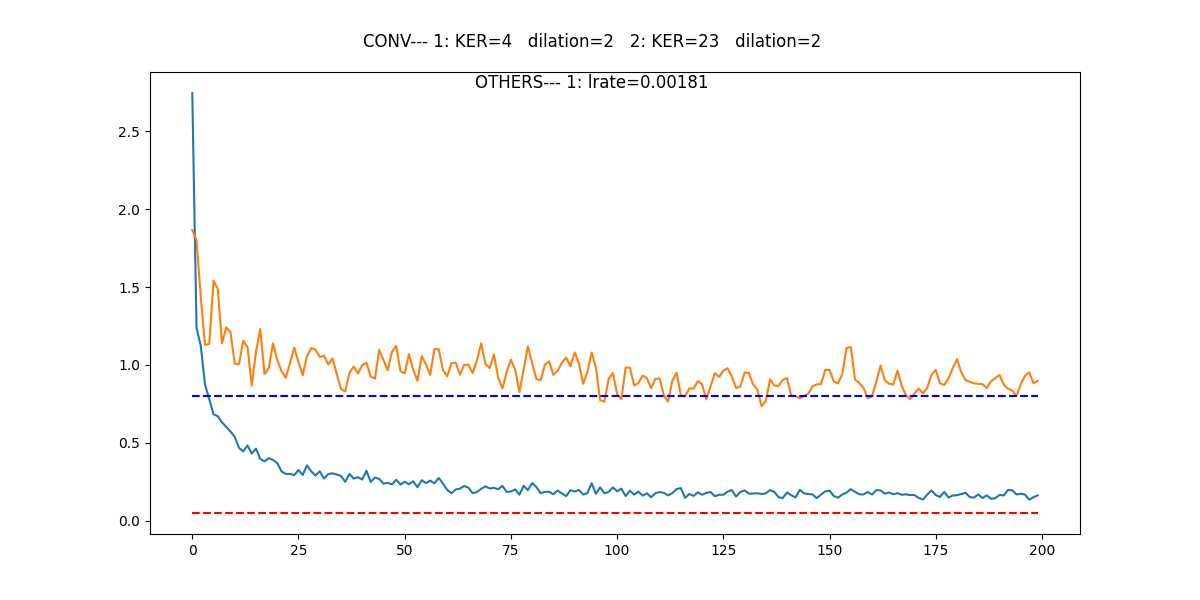 CONV--- 1: KER=4   dilation=2   2: KER=23   dilation=2
OTHERS--- 1: lrate=0.00181
2.5
2.0
1.5
1.0
0.5
0.0
0 25 50 75 100 125 150 175 200